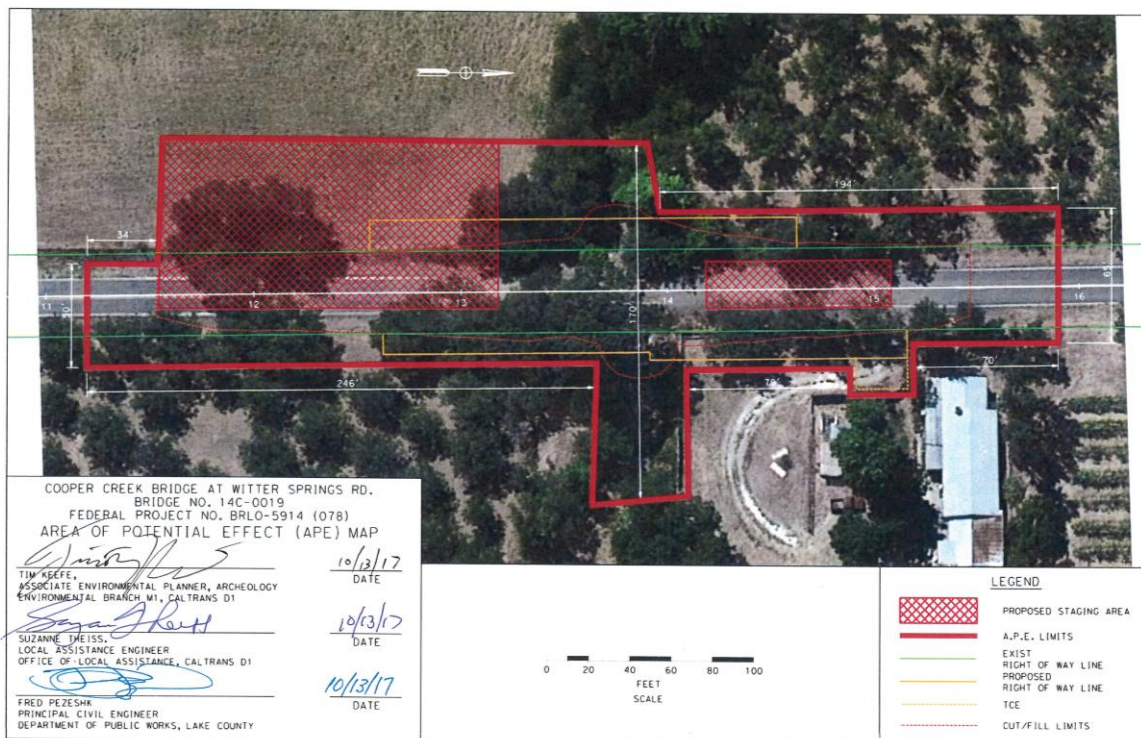 194'
34'
11
12
13
14
15
16
50'
170'
65'
246'
79'
70'
COOPER CREEK BRIDGE AT WITTER SPRINGS RD.
BRIDGE NO. 14C-0019
FEDERAL PROJECT NO. BRLO-5914 (078)
AREA OF POTENTIAL EFFECT (APE) MAP
10/13/17
TIM KEEFE,
DATE
ASSOCIATE ENVIRONMENTAL PLANNER, ARCHEOLOGY
ENVIRONMENTAL BRANCH M1, CALTRANS D1
10/13/17
SUZANNE THEISS,
DATE
LOCAL ASSISTANCE ENGINEER
OFFICE OF LOCAL ASSISTANCE, CALTRANS D1
10/13/17
FRED PEZESHK
DATE
PRINCIPAL CIVIL ENGINEER
DEPARTMENT OF PUBLIC WORKS, LAKE COUNTY
0 20 40 60 80 100
FEET
SCALE
LEGEND
PROPOSED STAGING AREA
A.P.E. LIMITS
EXIST
RIGHT OF WAY LINE
PROPOSED
RIGHT OF WAY LINE
TCE
CUT/FILL LIMITS